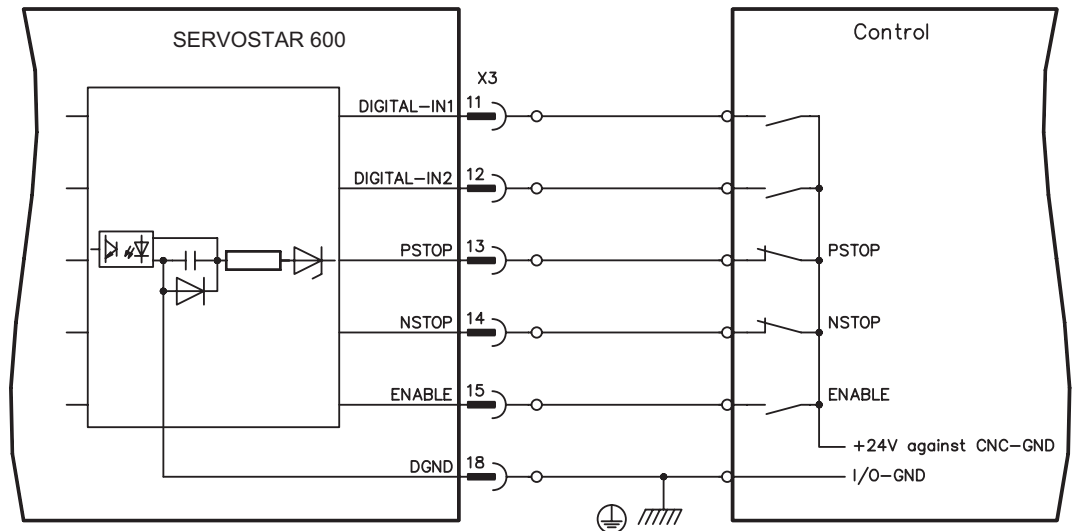 SERVOSTAR 600
Control
X3
DIGITAL-IN1 11
DIGITAL-IN2 12
PSTOP 13
PSTOP
NSTOP 14
NSTOP
ENABLE 15
ENABLE
+24V against CNC-GND
DGND 18
I/O-GND